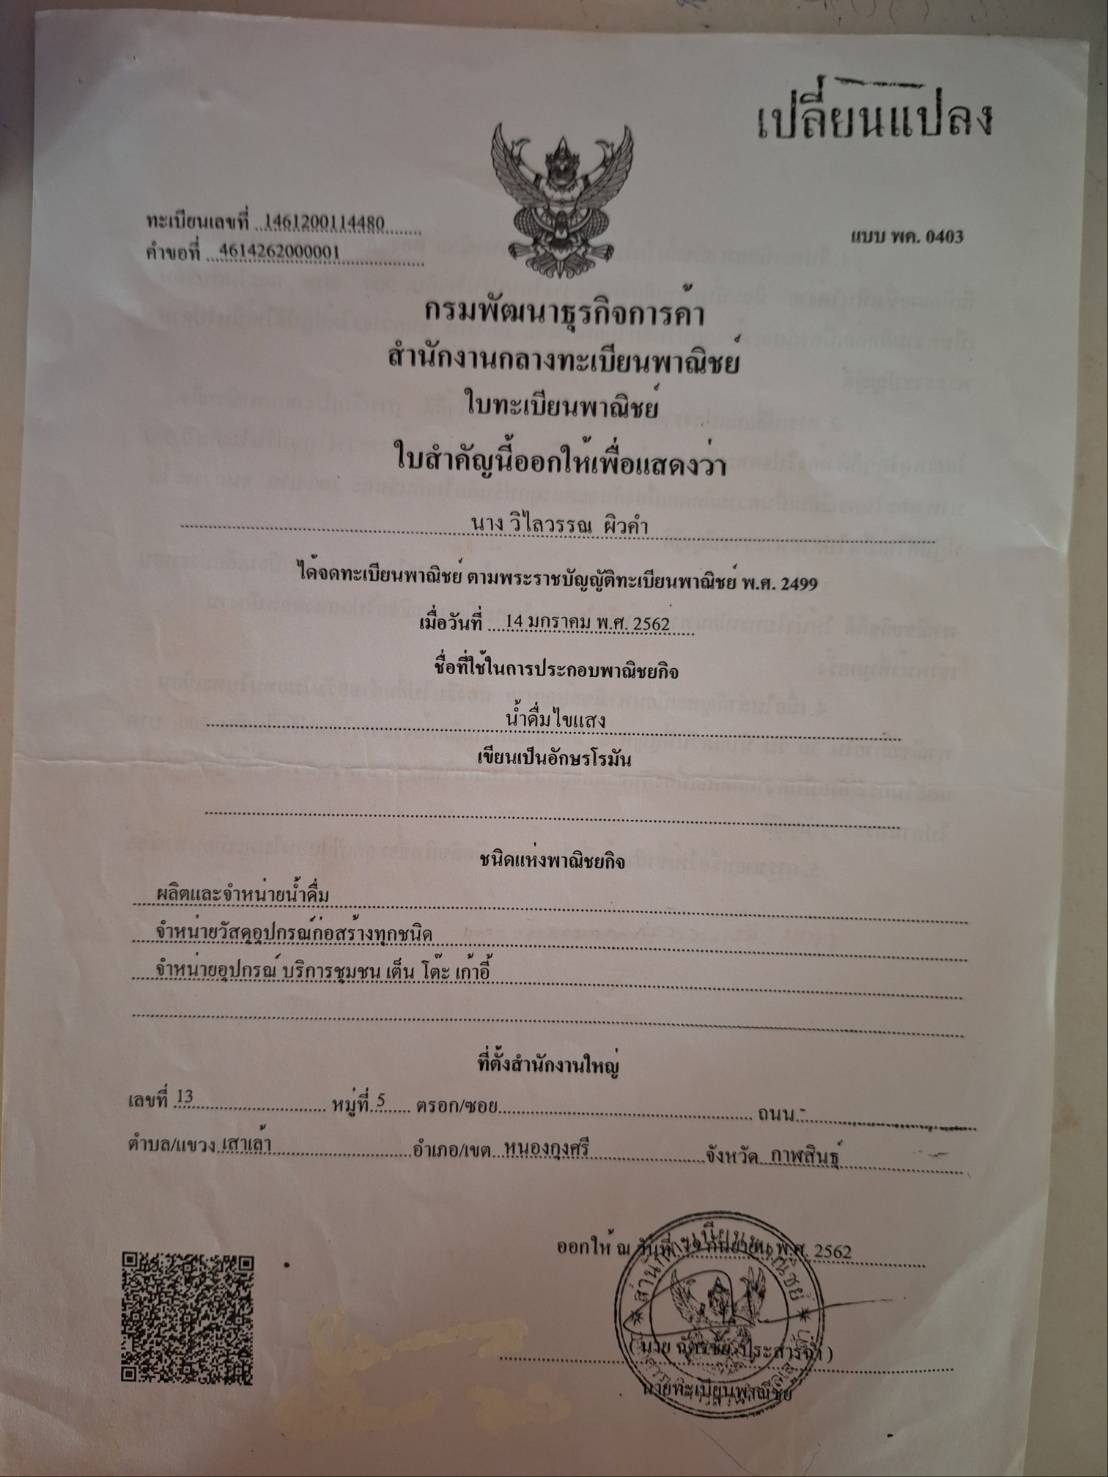 เปลี่ยนแปลง
ทะเบียนเลขที่ 1461200114480
คำขอที่ 4614262000001
แบบ พค. 0403
กรมพัฒนาธุรกิจการค้า
สำนักงานกลางทะเบียนพาณิชย์
ใบทะเบียนพาณิชย์
ใบสำคัญนี้ออกให้เพื่อแสดงว่า
นาง วิไลวรรณ ผิวคำ
ได้จดทะเบียนพาณิชย์ ตามพระราชบัญญัติทะเบียนพาณิชย์ พ.ศ. 2499
เมื่อวันที่ 14 มกราคม พ.ศ. 2562
ชื่อที่ใช้ในการประกอบพาณิชยกิจ
น้ำดื่มไขแสง
เขียนเป็นอักษรโรมัน
ชนิดแห่งพาณิชยกิจ
ผลิตและจำหน่ายน้ำดื่ม
จำหน่ายวัสดุอุปกรณ์ก่อสร้างทุกชนิด
จำหน่ายอุปกรณ์ บริการชุมชน เต็น โต๊ะ เก้าอี้
ที่ตั้งสำนักงานใหญ่
เลขที่ 13 หมู่ที่ 5 ตรอก/ซอย ถนน -
ตำบล/แขวง เสาเล้า อำเภอ/เขต หนองกุงศรี จังหวัด กาฬสินธุ์
ออกให้ ณ วันที่ กันยายน พ.ศ. 2562
( นาย ฉัตรชัย )
นายทะเบียนพาณิชย์